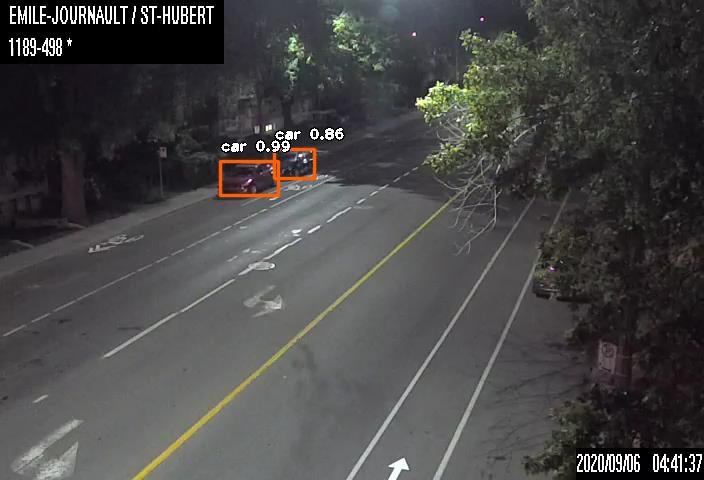 EMILE-JOURNAULT / ST-HUBERT
1189-498 *
car 0.99
car 0.86
2020/09/06 04:41:37